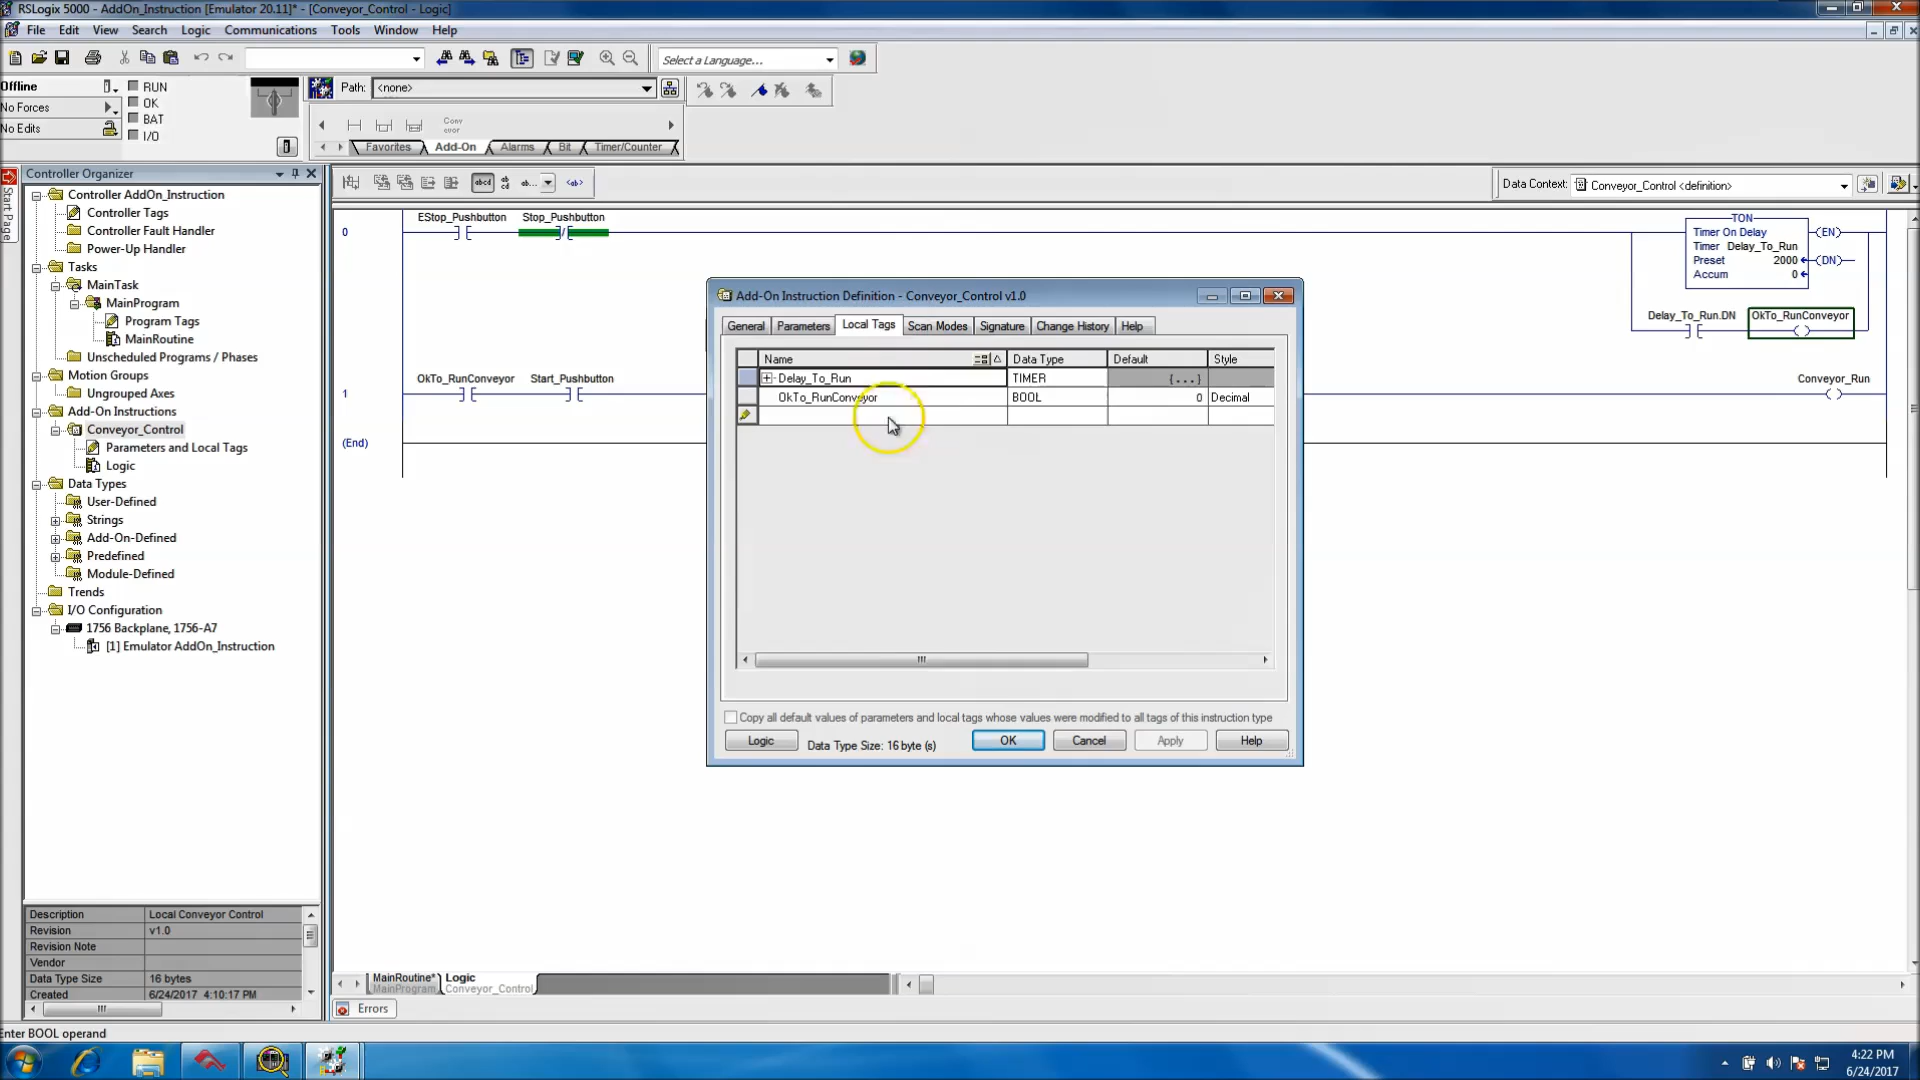 RSLogix 5000 - AddOn_Instruction [Emulator 20.11]* - [Conveyor_Control - Logic]
File Edit View Search Logic Communications Tools Window Help
Select a Language...
Offline RUN
No Forces OK
No Edits BAT
I/O
Path: <none>
Conv
eyor
Favorites Add-On Alarms Bit Timer/Counter
Start Page
Controller Organizer
Controller AddOn_Instruction
Controller Tags
Controller Fault Handler
Power-Up Handler
Tasks
MainTask
MainProgram
Program Tags
MainRoutine
Unscheduled Programs / Phases
Motion Groups
Ungrouped Axes
Add-On Instructions
Conveyor_Control
Parameters and Local Tags
Logic
Data Types
User-Defined
Strings
Add-On-Defined
Predefined
Module-Defined
Trends
I/O Configuration
1756 Backplane, 1756-A7
[1] Emulator AddOn_Instruction
Description Local Conveyor Control
Revision v1.0
Revision Note
Vendor
Data Type Size 16 bytes
Created 6/24/2017 4:10:17 PM
abcd ab cd ab... <ab>
Data Context: Conveyor_Control <definition>
0 EStop_Pushbutton Stop_Pushbutton
TON
Timer On Delay (EN)
Timer Delay_To_Run
Preset 2000 (DN)
Accum 0
Delay_To_Run.DN OkTo_RunConveyor
1 OkTo_RunConveyor Start_Pushbutton Conveyor_Run
(End)
Add-On Instruction Definition - Conveyor_Control v1.0
General Parameters Local Tags Scan Modes Signature Change History Help
Name Data Type Default Style
Delay_To_Run TIMER {...}
OkTo_RunConveyor BOOL 0 Decimal
Copy all default values of parameters and local tags whose values were modified to all tags of this instruction type
Logic Data Type Size: 16 byte (s) OK Cancel Apply Help
MainRoutine* Logic
MainProgram Conveyor_Control
Errors
Enter BOOL operand
4:22 PM
6/24/2017